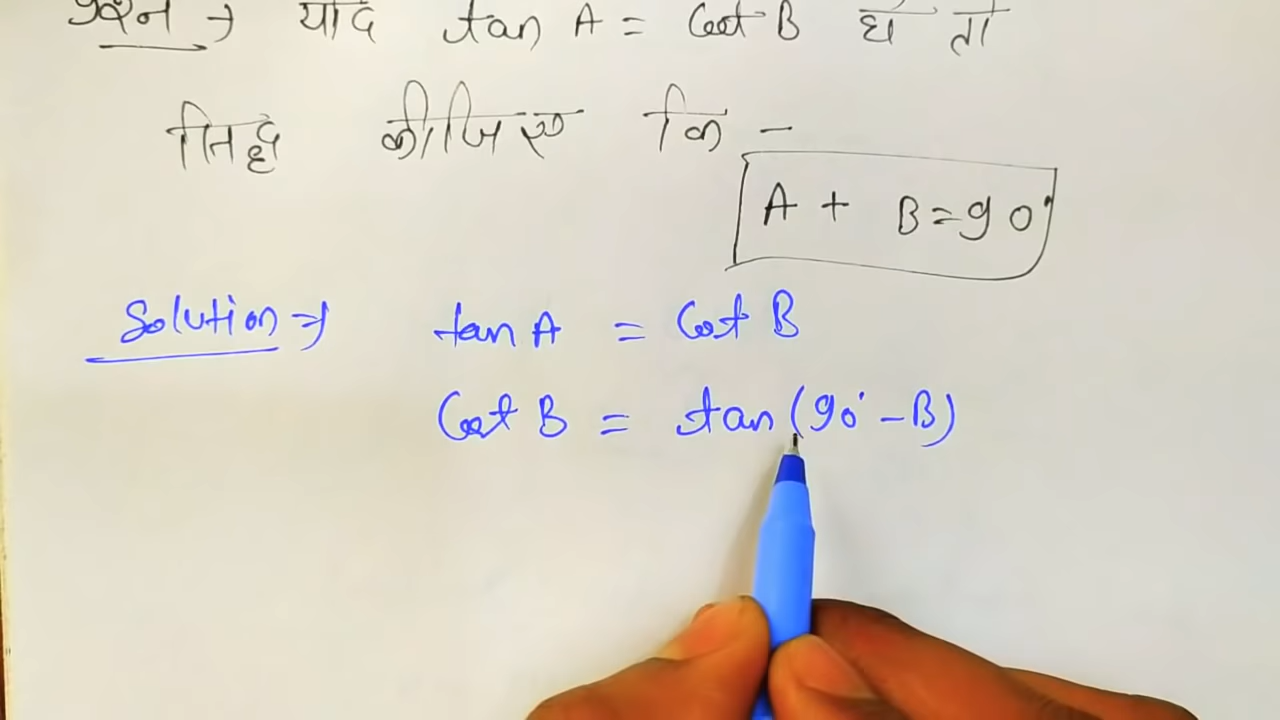 प्रश्न → यदि tan A = Cot B है तो
सिद्ध कीजिए कि -
A + B = 90°
Solution ⇒ tan A = Cot B
Cot B = tan (90° - B)